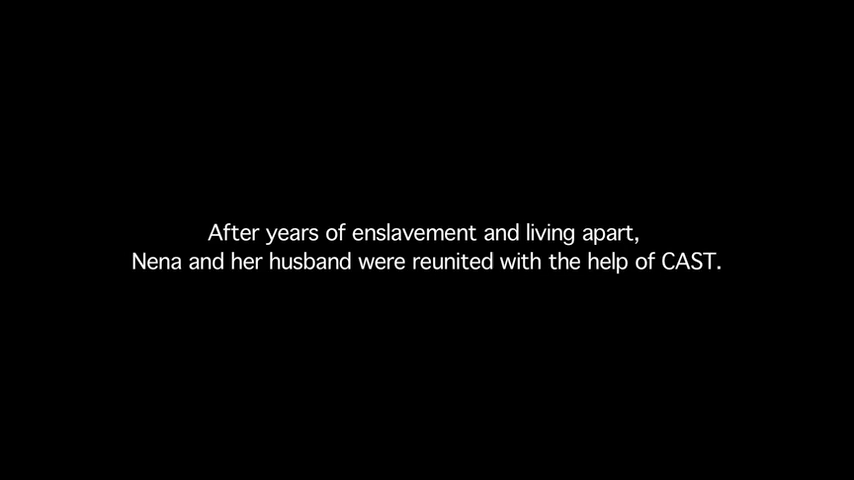 After years of enslavement and living apart,
Nena and her husband were reunited with the help of CAST.